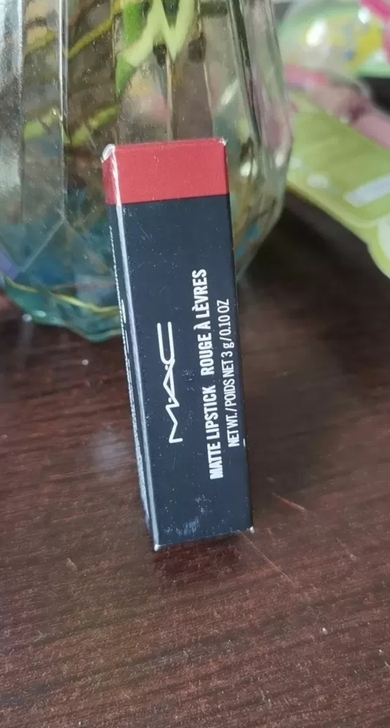 MAC
MATTE LIPSTICK ROUGE À LÈVRES
NET WT./POIDS NET 3 g/0.10 OZ